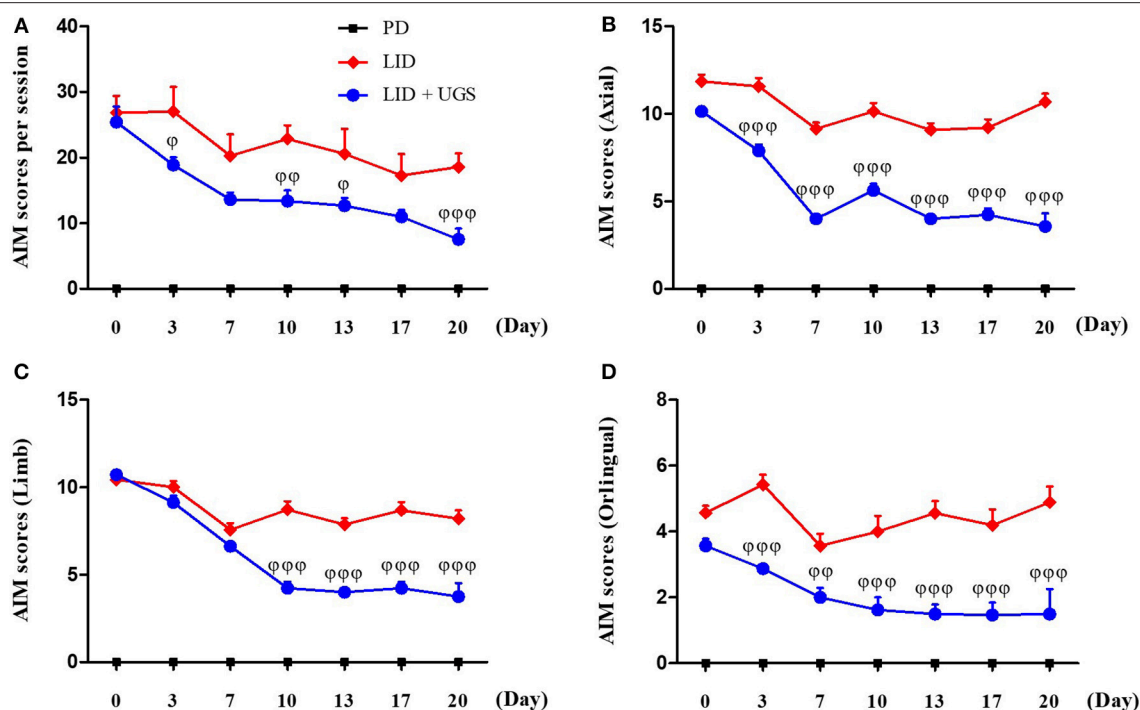 A
AIM scores per session
40
30
20
10
0
PD
LID
LID + UGS
φ
φφ
φ
φφφ
0 3 7 10 13 17 20 (Day)
B
AIM scores (Axial)
15
10
5
0
φφφ
φφφ
φφφ
φφφ
φφφ
φφφ
0 3 7 10 13 17 20 (Day)
C
AIM scores (Limb)
15
10
5
0
φφφ
φφφ
φφφ
φφφ
0 3 7 10 13 17 20 (Day)
D
AIM scores (Orlingual)
8
6
4
2
0
φφφ
φφ
φφφ
φφφ
φφφ
φφφ
0 3 7 10 13 17 20 (Day)